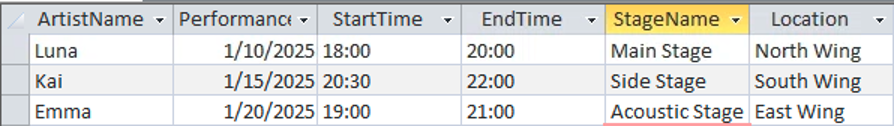 ArtistName Performance StartTime EndTime StageName Location
Luna 1/10/2025 18:00 20:00 Main Stage North Wing
Kai 1/15/2025 20:30 22:00 Side Stage South Wing
Emma 1/20/2025 19:00 21:00 Acoustic Stage East Wing